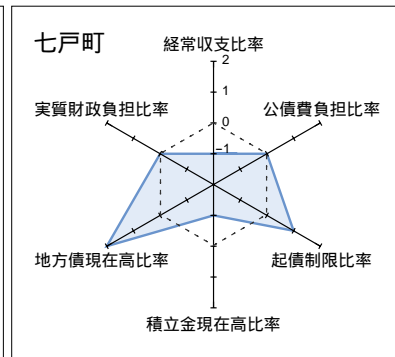 七戸町
経常収支比率
2
1
0
−1
実質財政負担比率
公債費負担比率
地方債現在高比率
起債制限比率
積立金現在高比率